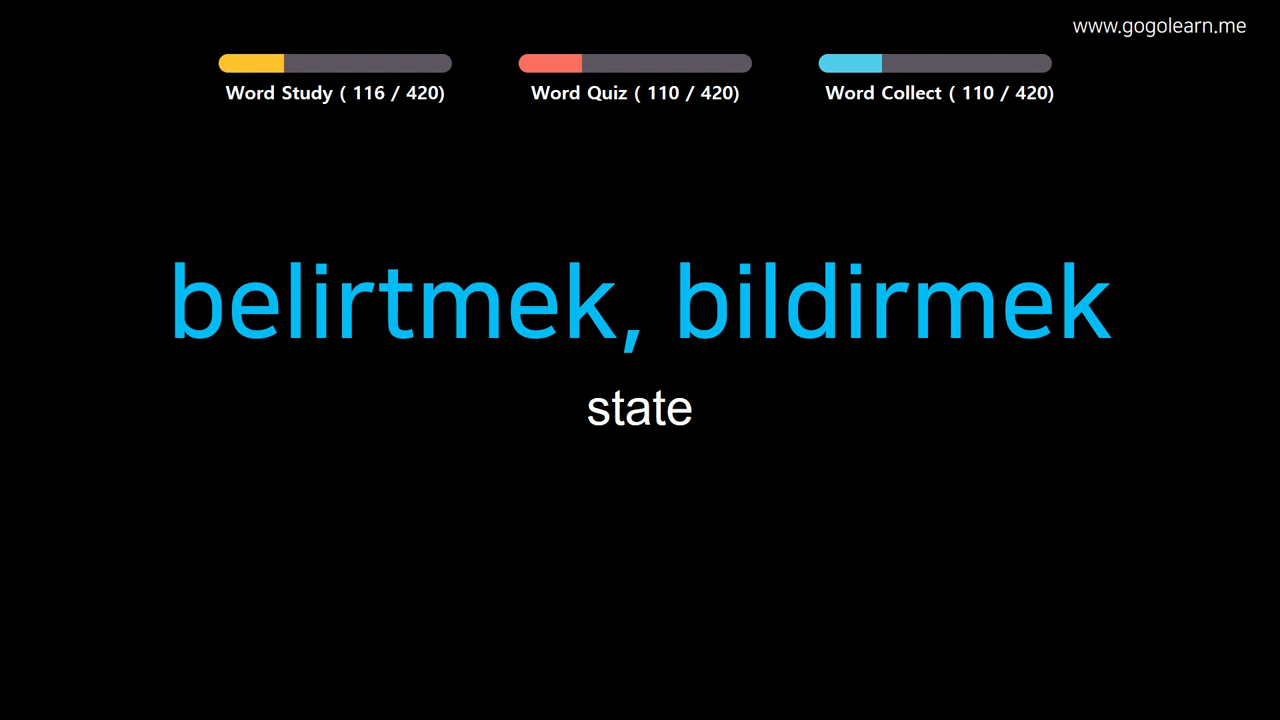 www.gogolearn.me
Word Study ( 116 / 420)
Word Quiz ( 110 / 420)
Word Collect ( 110 / 420)
belirtmek, bildirmek
state